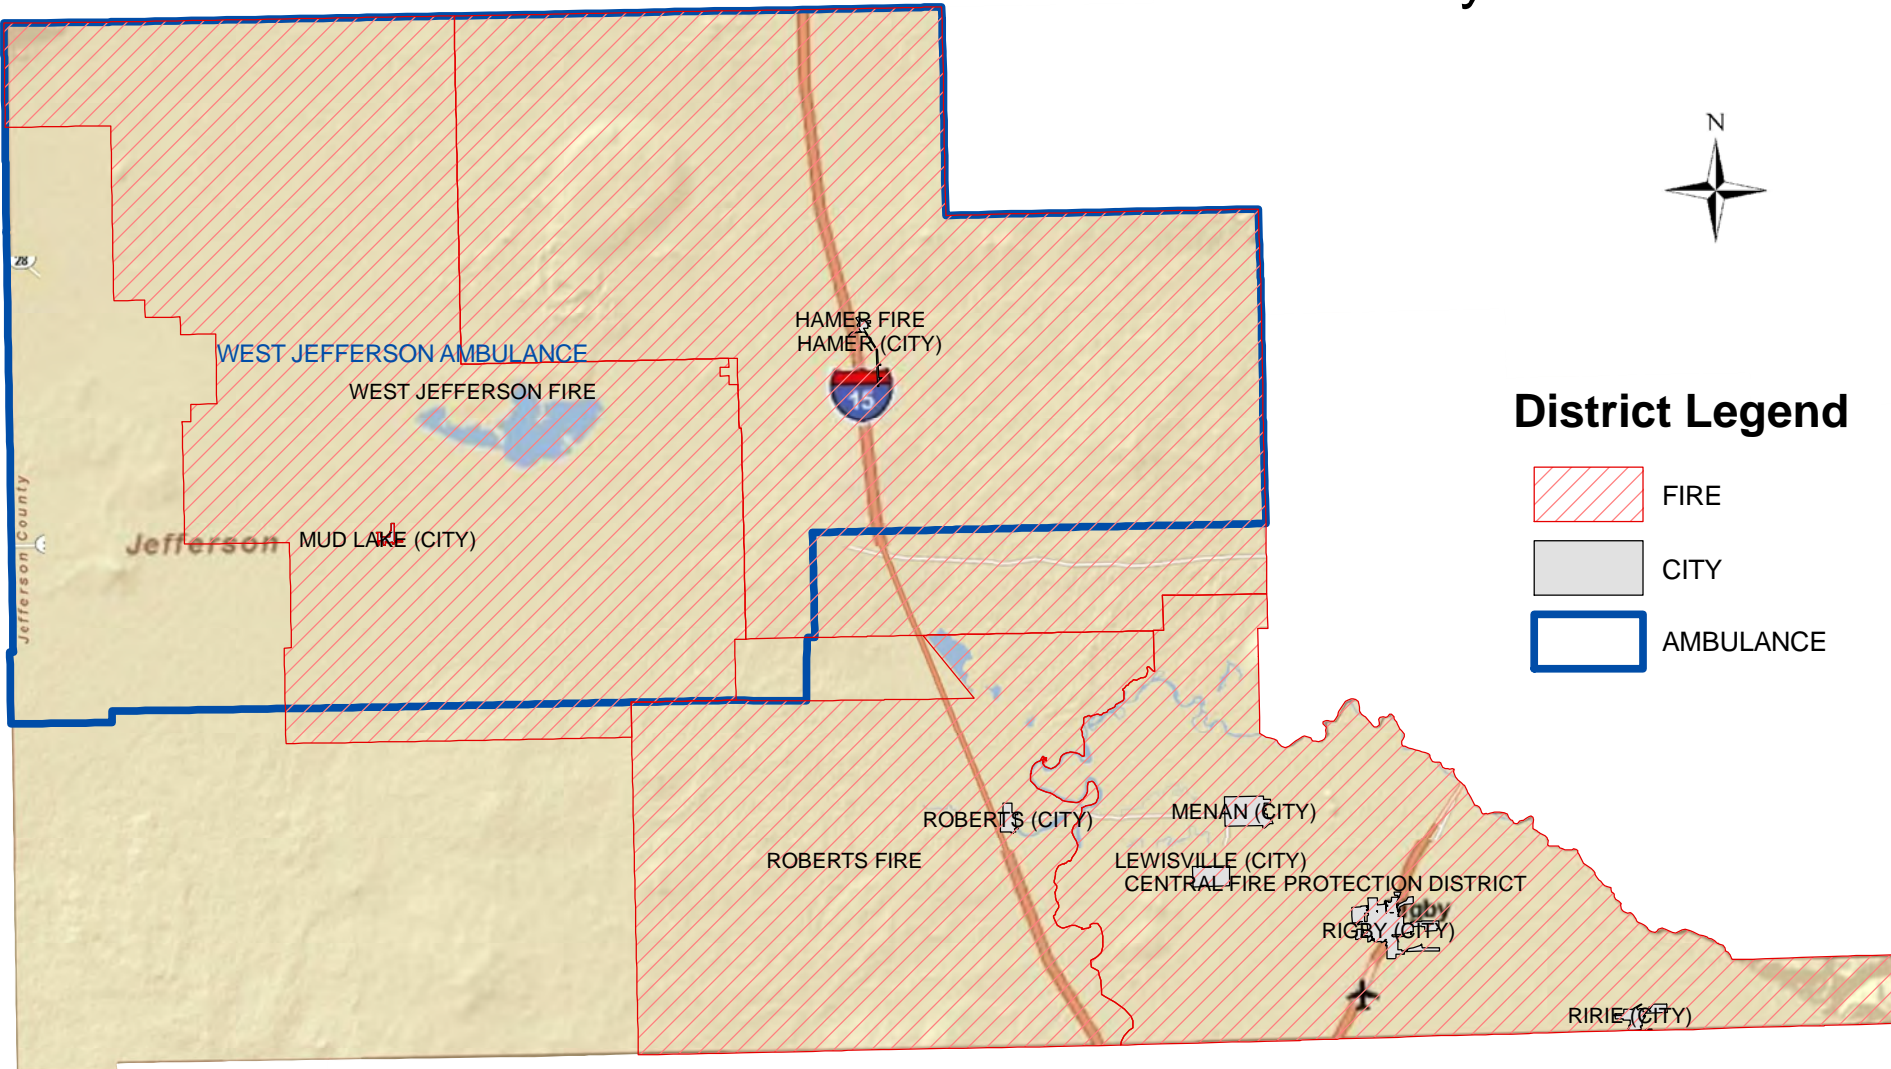 y
N
28
HAMER FIRE
HAMER (CITY)
WEST JEFFERSON AMBULANCE
WEST JEFFERSON FIRE
15
District Legend
FIRE
CITY
AMBULANCE
Jefferson County
Jefferson
MUD LAKE (CITY)
ROBERTS (CITY)
MENAN (CITY)
ROBERTS FIRE
LEWISVILLE (CITY)
CENTRAL FIRE PROTECTION DISTRICT
RIGBY (CITY)
RIRIE (CITY)